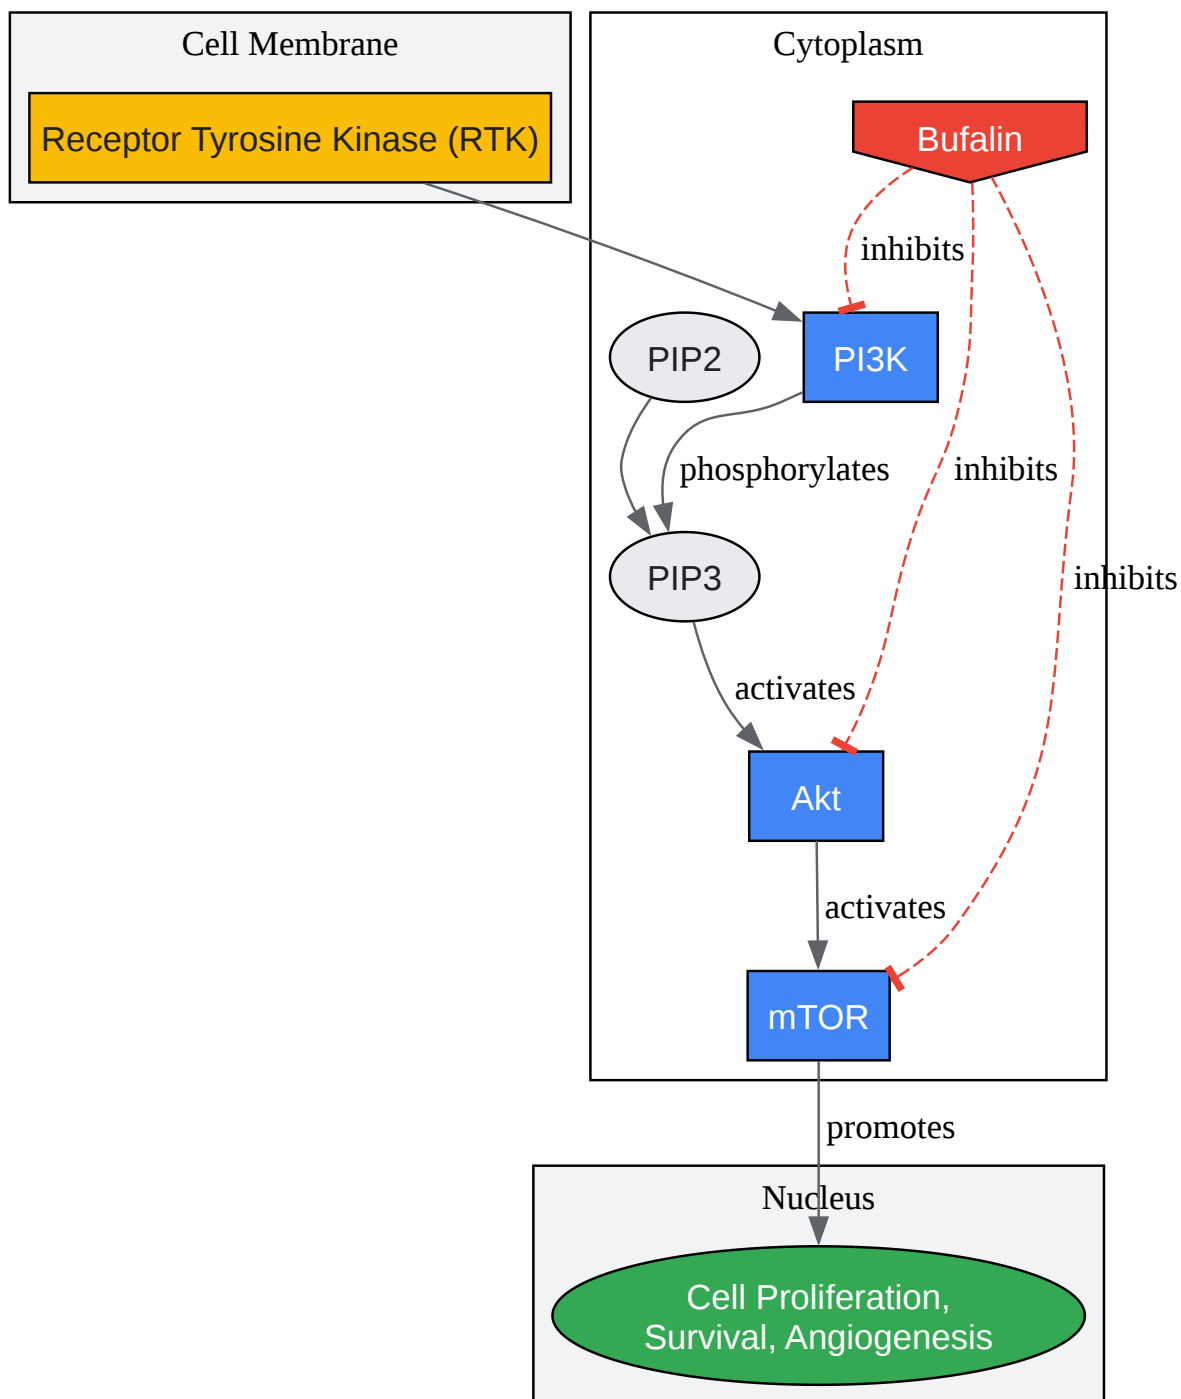 Cell Membrane
Receptor Tyrosine Kinase (RTK)
Cytoplasm
Bufalin
inhibits
PIP2
PI3K
phosphorylates
inhibits
inhibits
PIP3
activates
Akt
activates
mTOR
promotes
Nucleus
Cell Proliferation,
Survival, Angiogenesis